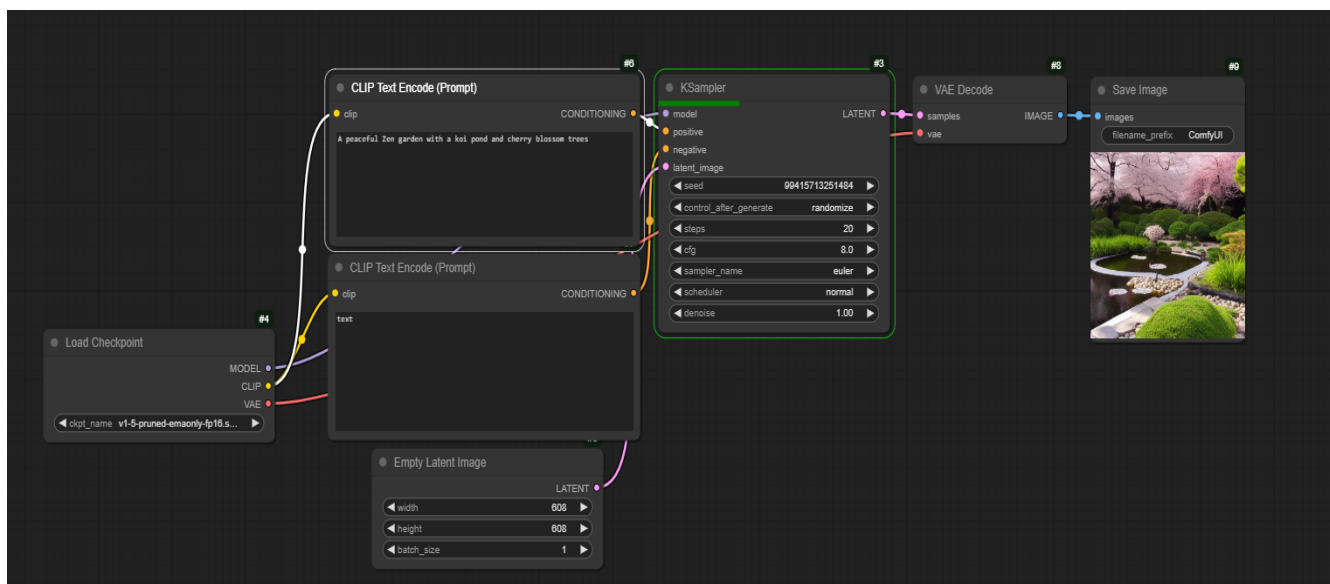 #6
CLIP Text Encode (Prompt)
clip
CONDITIONING
A peaceful Zen garden with a koi pond and cherry blossom trees
CLIP Text Encode (Prompt)
clip
CONDITIONING
text
#4
Load Checkpoint
MODEL
CLIP
VAE
ckpt_name v1-5-pruned-emaonly-fp16.s...
Empty Latent Image
LATENT
width 608
height 608
batch_size 1
#3
KSampler
model
LATENT
positive
negative
latent_image
seed 99415713251484
control_after_generate randomize
steps 20
cfg 8.0
sampler_name euler
scheduler normal
denoise 1.00
#8
VAE Decode
samples
IMAGE
vae
#9
Save Image
images
filename_prefix ComfyUI